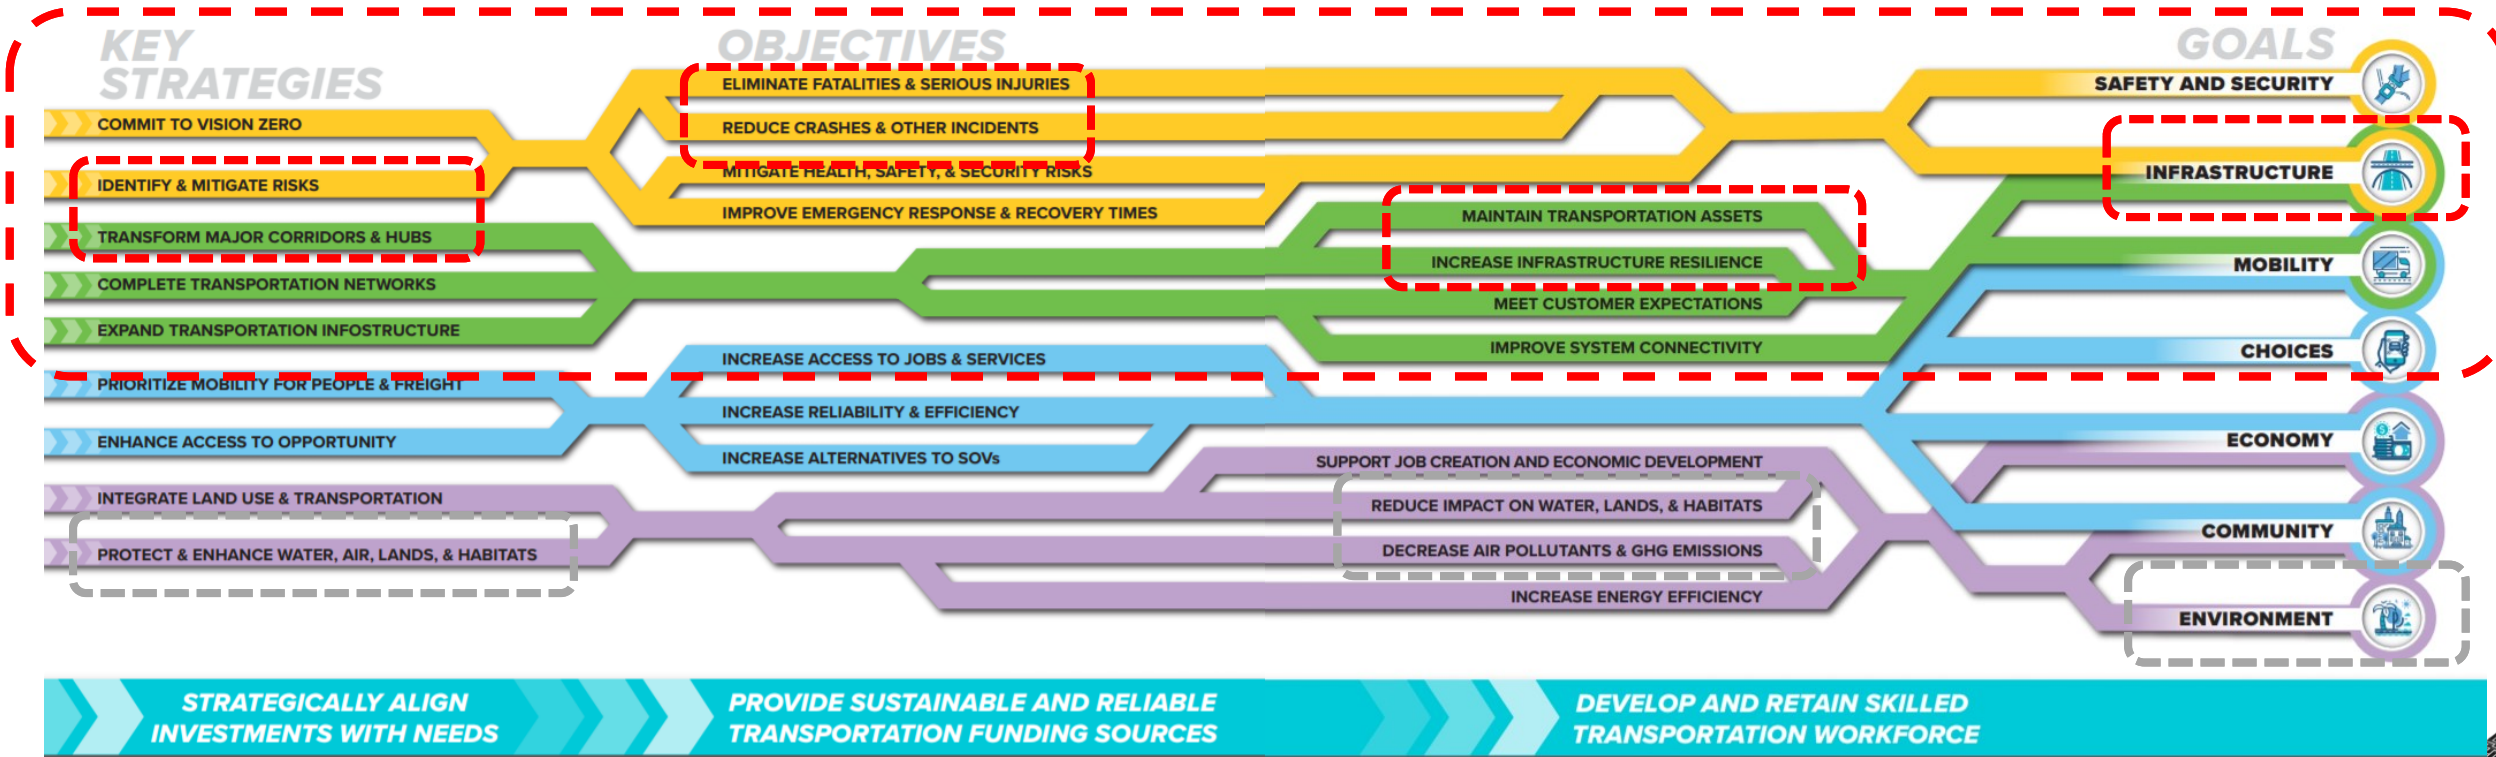 KEY
STRATEGIES
OBJECTIVES
GOALS
COMMIT TO VISION ZERO
IDENTIFY & MITIGATE RISKS
TRANSFORM MAJOR CORRIDORS & HUBS
COMPLETE TRANSPORTATION NETWORKS
EXPAND TRANSPORTATION INFOSTRUCTURE
PRIORITIZE MOBILITY FOR PEOPLE & FREIGHT
ENHANCE ACCESS TO OPPORTUNITY
INTEGRATE LAND USE & TRANSPORTATION
PROTECT & ENHANCE WATER, AIR, LANDS, & HABITATS
ELIMINATE FATALITIES & SERIOUS INJURIES
REDUCE CRASHES & OTHER INCIDENTS
MITIGATE HEALTH, SAFETY, & SECURITY RISKS
IMPROVE EMERGENCY RESPONSE & RECOVERY TIMES
MAINTAIN TRANSPORTATION ASSETS
INCREASE INFRASTRUCTURE RESILIENCE
MEET CUSTOMER EXPECTATIONS
IMPROVE SYSTEM CONNECTIVITY
INCREASE ACCESS TO JOBS & SERVICES
INCREASE RELIABILITY & EFFICIENCY
INCREASE ALTERNATIVES TO SOVs
SUPPORT JOB CREATION AND ECONOMIC DEVELOPMENT
REDUCE IMPACT ON WATER, LANDS, & HABITATS
DECREASE AIR POLLUTANTS & GHG EMISSIONS
INCREASE ENERGY EFFICIENCY
SAFETY AND SECURITY
INFRASTRUCTURE
MOBILITY
CHOICES
ECONOMY
COMMUNITY
ENVIRONMENT
STRATEGICALLY ALIGN
INVESTMENTS WITH NEEDS
PROVIDE SUSTAINABLE AND RELIABLE
TRANSPORTATION FUNDING SOURCES
DEVELOP AND RETAIN SKILLED
TRANSPORTATION WORKFORCE